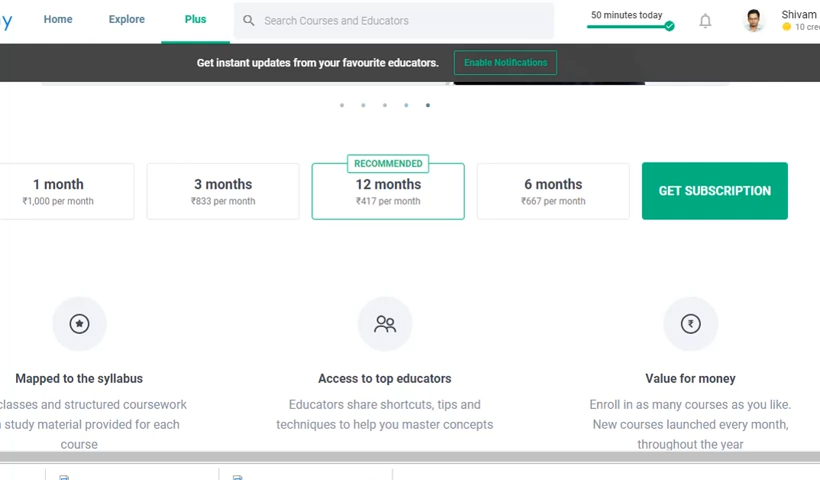 Home Explore Plus Search Courses and Educators 50 minutes today Shivam
10
Get instant updates from your favourite educators. Enable Notifications
RECOMMENDED
1 month 3 months 12 months 6 months GET SUBSCRIPTION
₹1,000 per month ₹833 per month ₹417 per month ₹667 per month
Mapped to the syllabus Access to top educators Value for money
classes and structured coursework Educators share shortcuts, tips and Enroll in as many courses as you like.
study material provided for each techniques to help you master concepts New courses launched every month,
course throughout the year